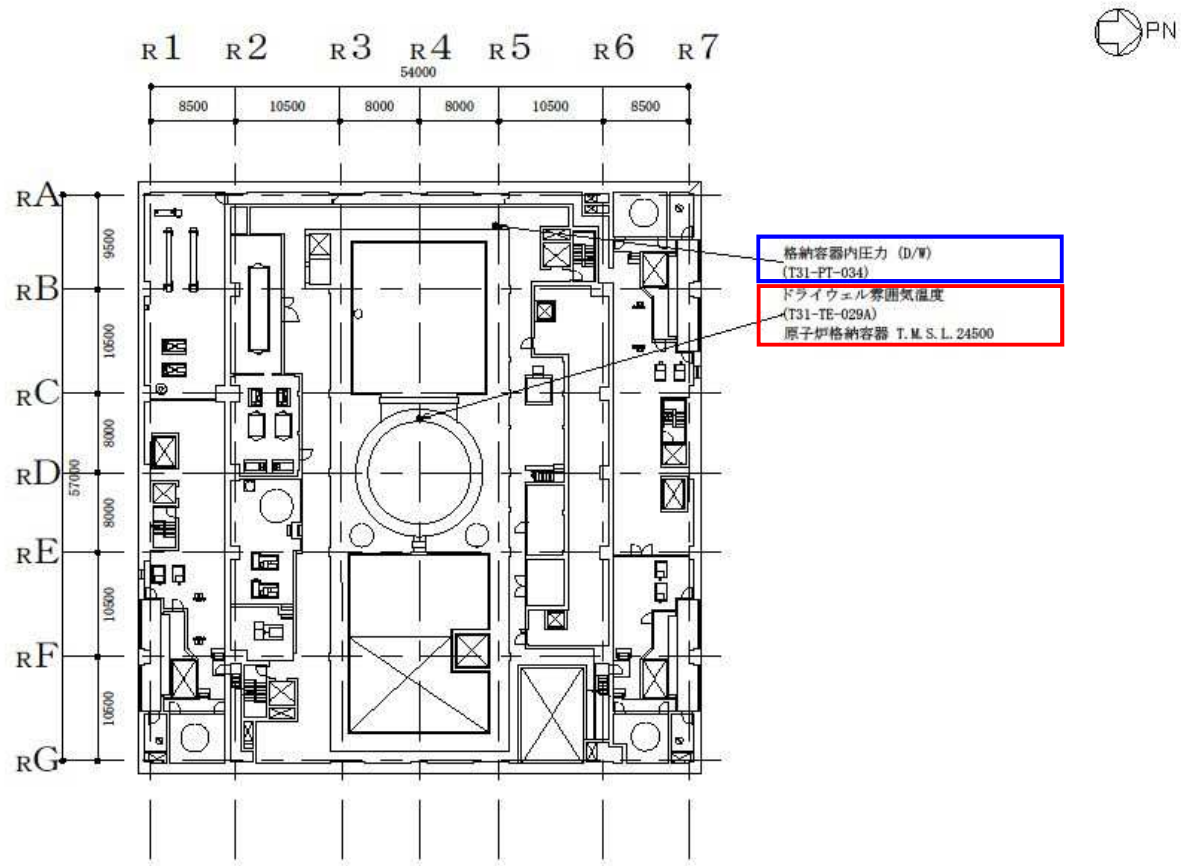 PN
R1 R2 R3 R4 R5 R6 R7
54000
8500 10500 8000 8000 10500 8500
RA
9500
格納容器内圧力 (D/W)
(T31-PT-034)
RB
ドライウェル雰囲気温度
(T31-TE-029A)
原子炉格納容器 T.M.S.L.24500
10500
RC
8000
RD
57000
8000
RE
10500
RF
10500
RG